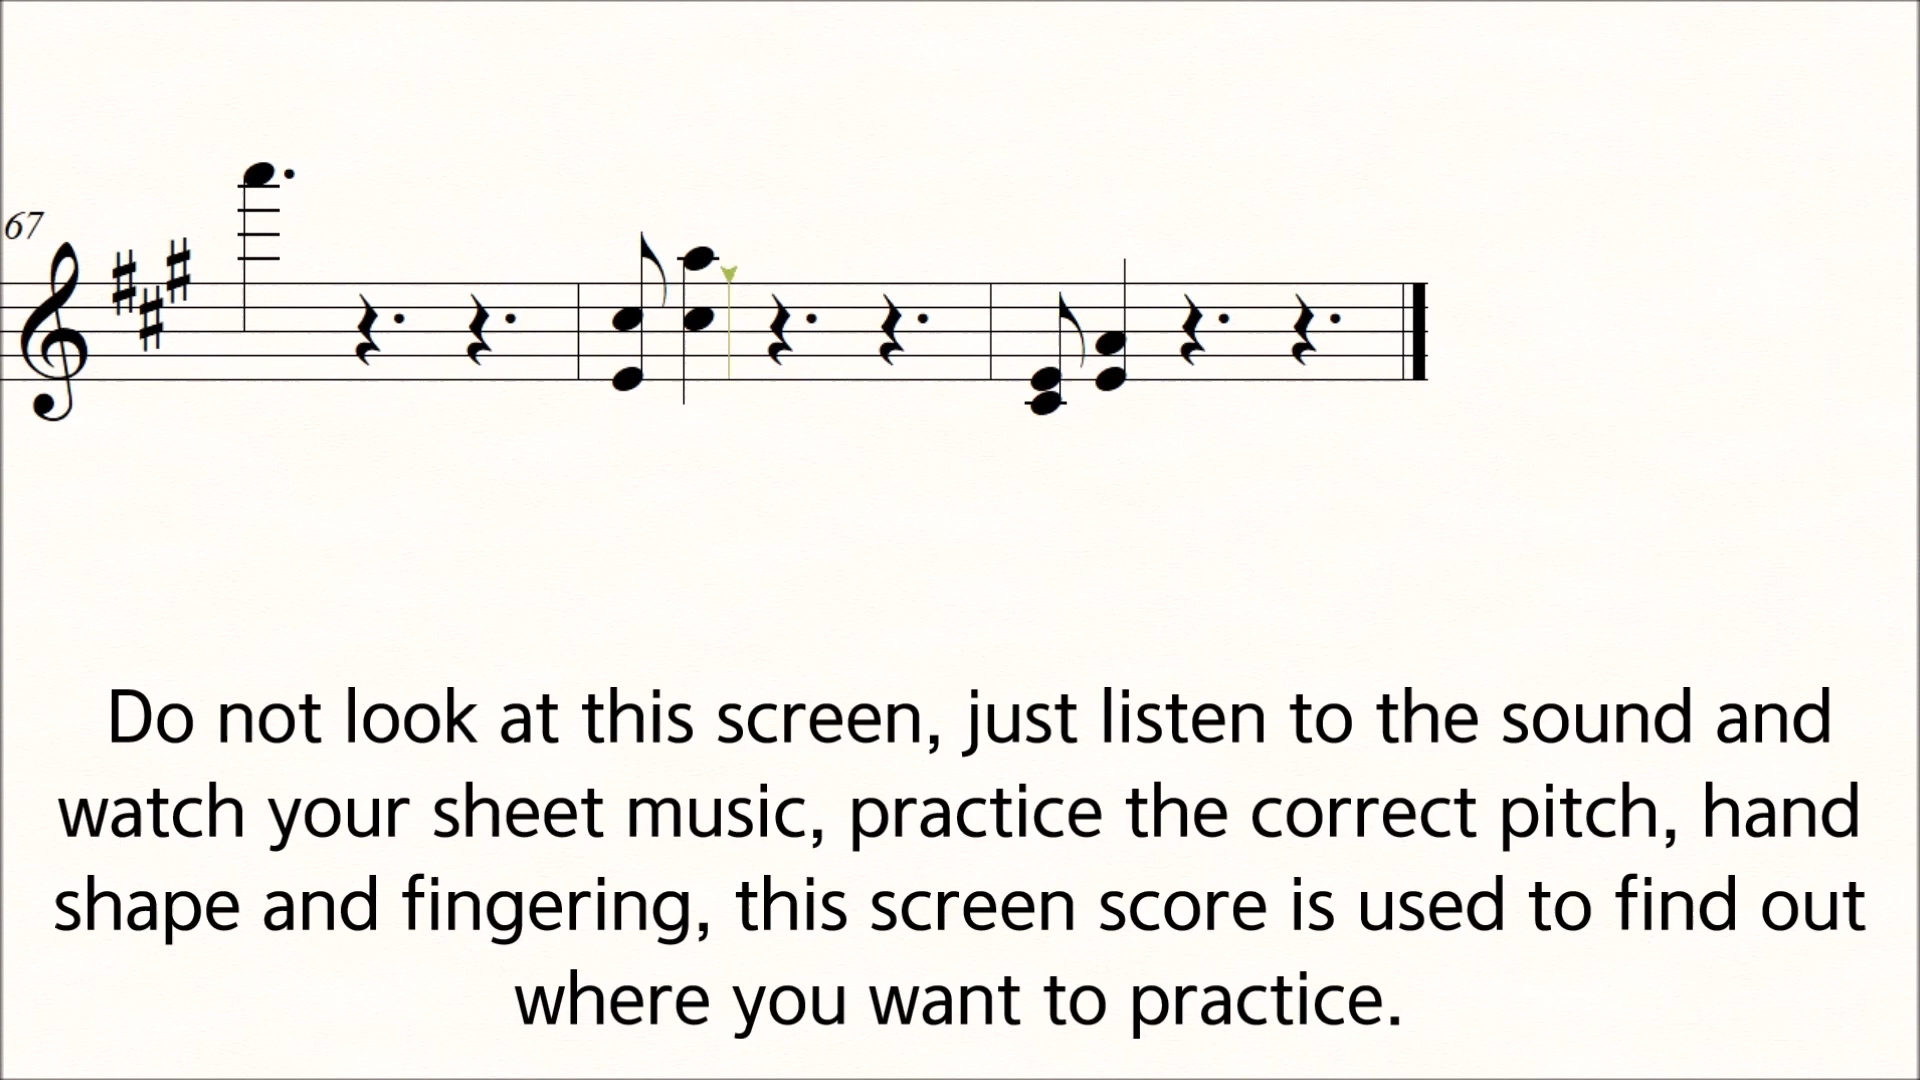 67
Do not look at this screen, just listen to the sound and
watch your sheet music, practice the correct pitch, hand
shape and fingering, this screen score is used to find out
where you want to practice.